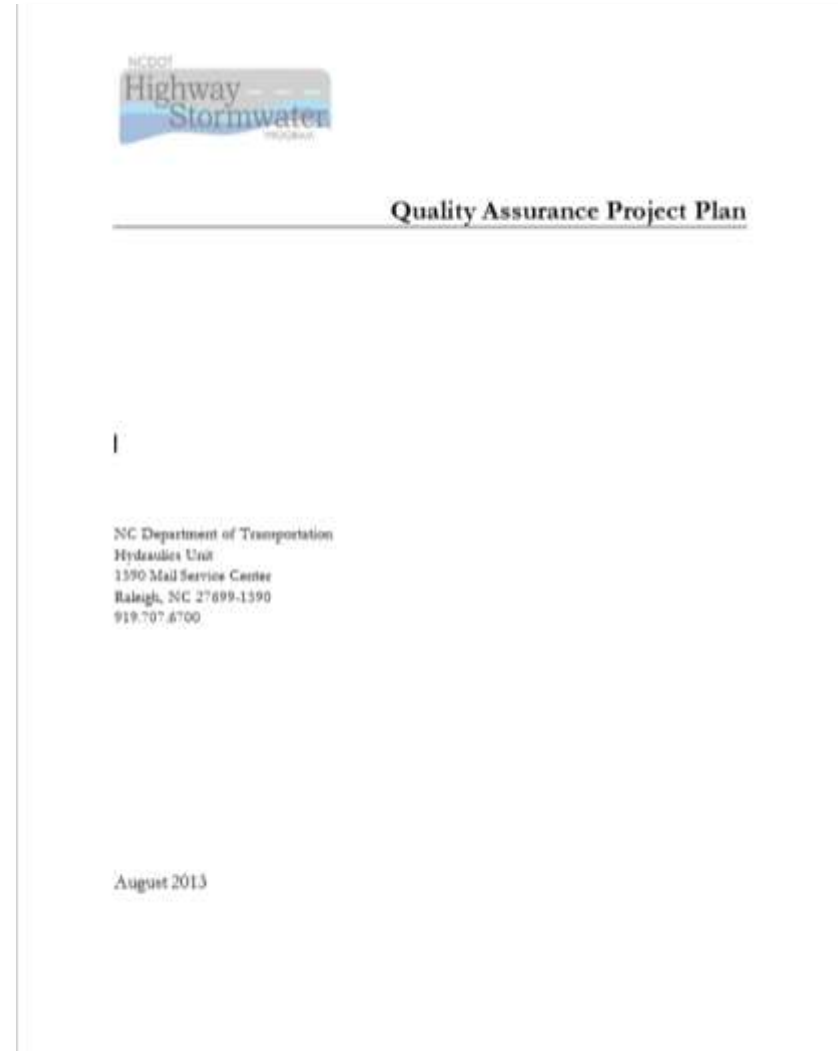 NCDOT
Highway
Stormwater
PROGRAM
Quality Assurance Project Plan
NC Department of Transportation
Hydraulics Unit
1590 Mail Service Center
Raleigh, NC 27699-1590
919.707.6700
August 2013